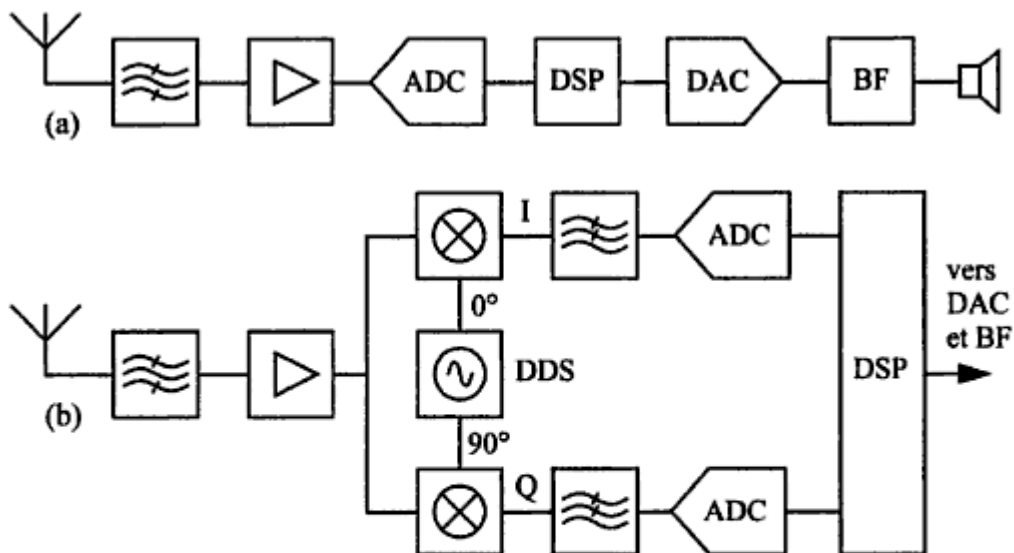 (a)
ADC
DSP
DAC
BF
(b)
I
0°
DDS
90°
Q
ADC
ADC
DSP
vers
DAC
et BF